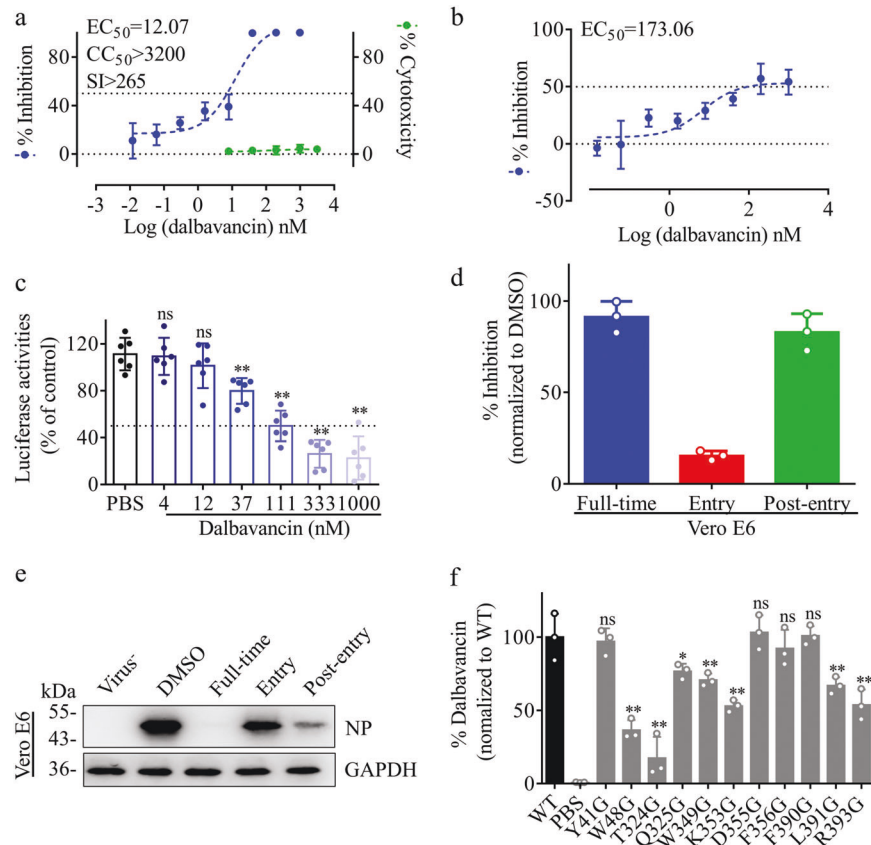 a
EC50=12.07
CC50>3200
SI>265
% Inhibition
% Cytotoxicity
100
80
40
0
100
80
40
0
-3 -2 -1 0 1 2 3 4
Log (dalbavancin) nM
b
EC50=173.06
% Inhibition
100
50
0
-50
0 2 4
Log (dalbavancin) nM
c
Luciferase activities
(% of control)
120
80
40
0
ns ns ** ** ** **
PBS 4 12 37 111 333 1000
Dalbavancin (nM)
d
% Inhibition
(normalized to DMSO)
100
50
0
Full-time Entry Post-entry
Vero E6
e
Virus- DMSO Full-time Entry Post-entry
kDa
Vero E6
55-
43-
36-
NP
GAPDH
f
% Dalbavancin
(nomalized to WT)
100
50
0
ns ** ** * ** ** ns ns ns ** **
WT PBS Y41G W48G T324G Q325G W349G K353G D355G F356G F390G L391G R393G